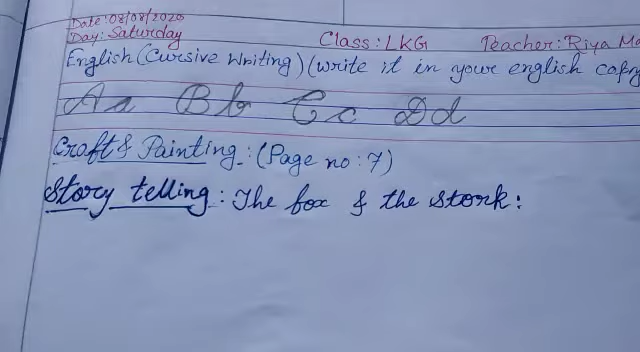 Date: 08/08/2020
Day: Saturday Class: LKG Teacher: Riya
English (Cursive Writing) (write it in your english copy
Aa Bb Cc Dd
Craft & Painting: (Page no: 7)
Story telling: The fox & the stork: